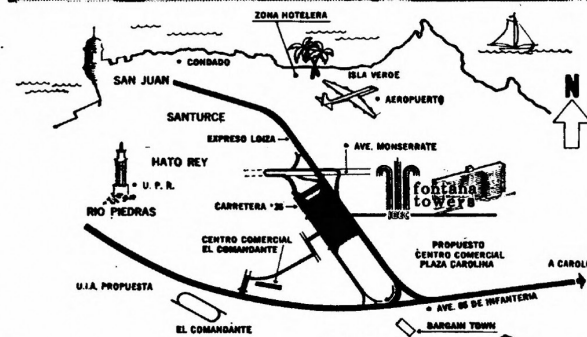 ZONA HOTELERA
CONDADO
SAN JUAN
ISLA VERDE
AEROPUERTO
N
SANTURCE
EXPRESO LOIZA
AVE. MONSERRATE
HATO REY
U. P. R.
fontana
towers
RIO PIEDRAS
CARRETERA #26
CENTRO COMERCIAL
EL COMANDANTE
PROPUESTO
CENTRO COMERCIAL
PLAZA CAROLINA
A CAROL
U.I.A. PROPUESTA
AVE. 65 DE INFANTERIA
EL COMANDANTE
BARGAIN TOWN